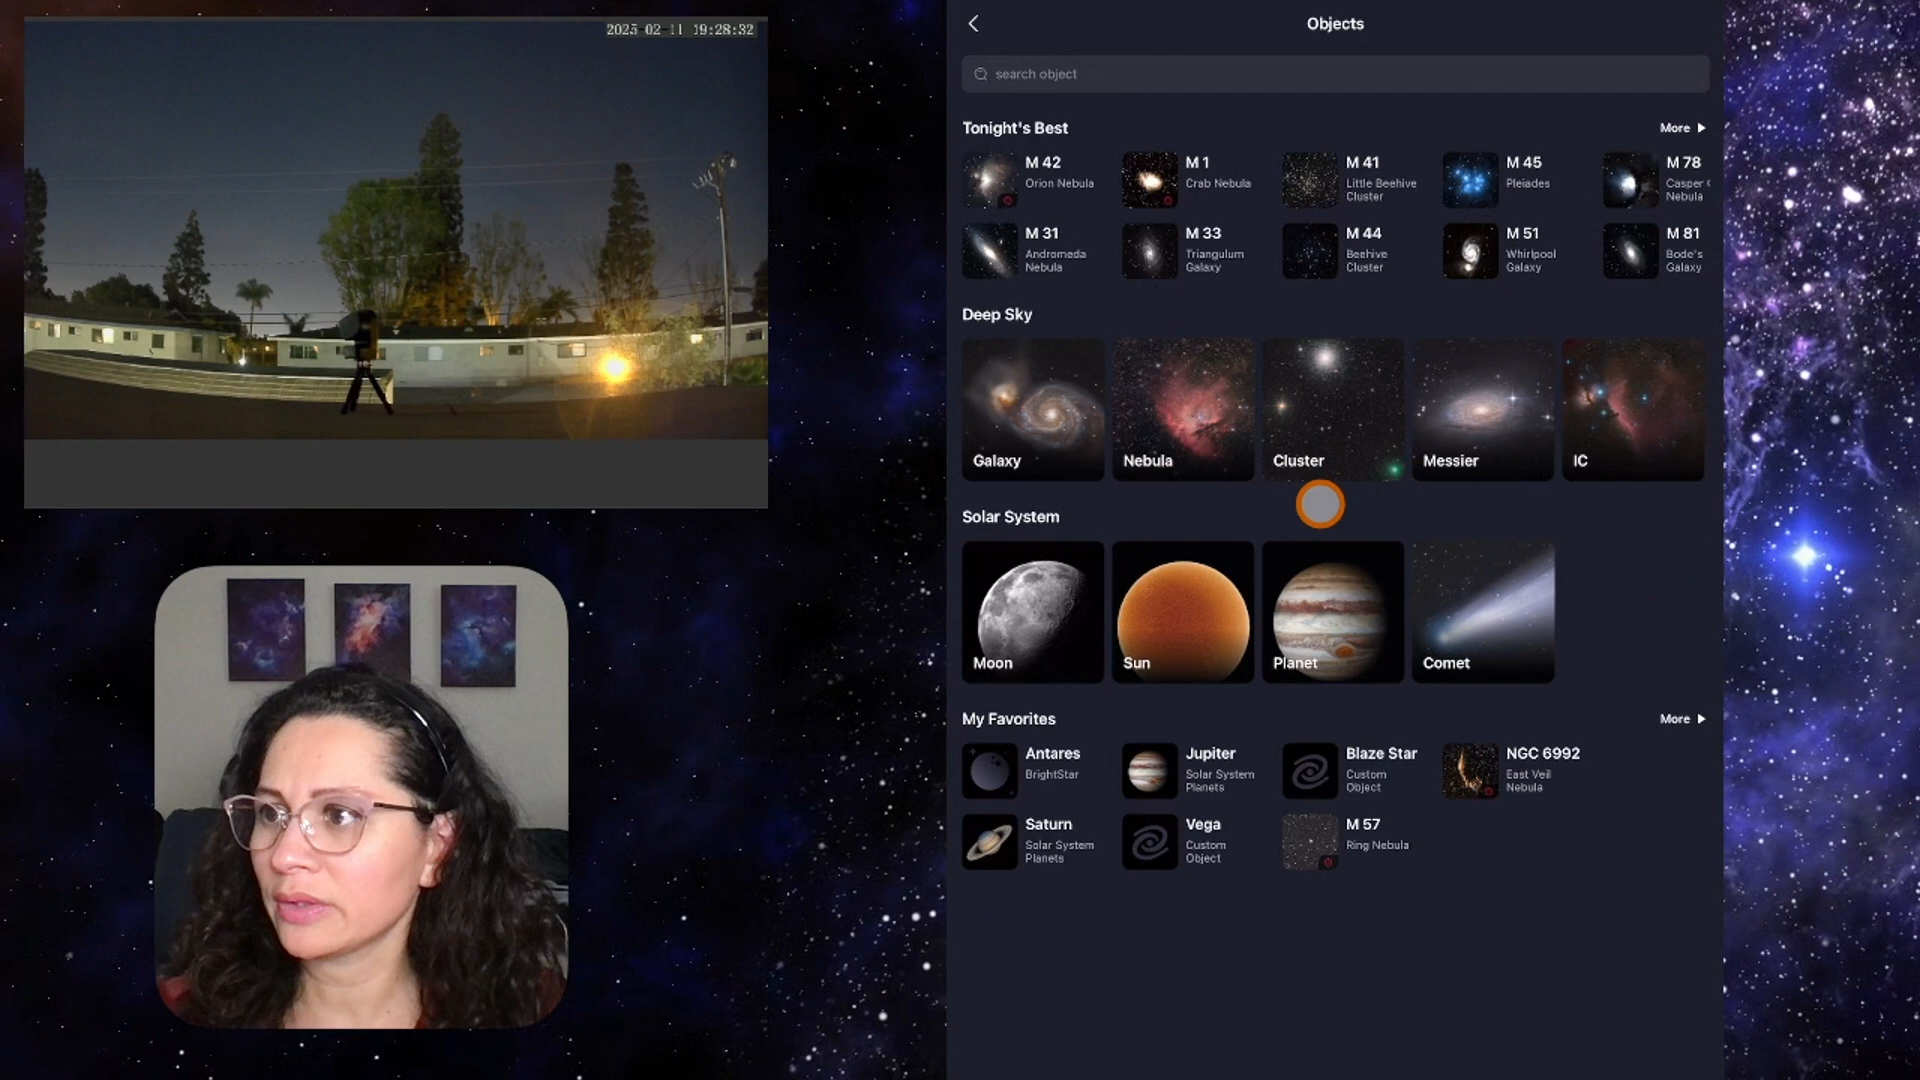 2025-02-11 19:28:32
Objects
search object
Tonight's Best
More
M 42
Orion Nebula
M 1
Crab Nebula
M 41
Little Beehive
Cluster
M 45
Pleiades
M 78
Casper
Nebula
M 31
Andromeda
Nebula
M 33
Triangulum
Galaxy
M 44
Beehive
Cluster
M 51
Whirlpool
Galaxy
M 81
Bode's
Galaxy
Deep Sky
Galaxy
Nebula
Cluster
Messier
IC
Solar System
Moon
Sun
Planet
Comet
My Favorites
More
Antares
BrightStar
Jupiter
Solar System
Planets
Blaze Star
Custom
Object
NGC 6992
East Veil
Nebula
Saturn
Solar System
Planets
Vega
Custom
Object
M 57
Ring Nebula